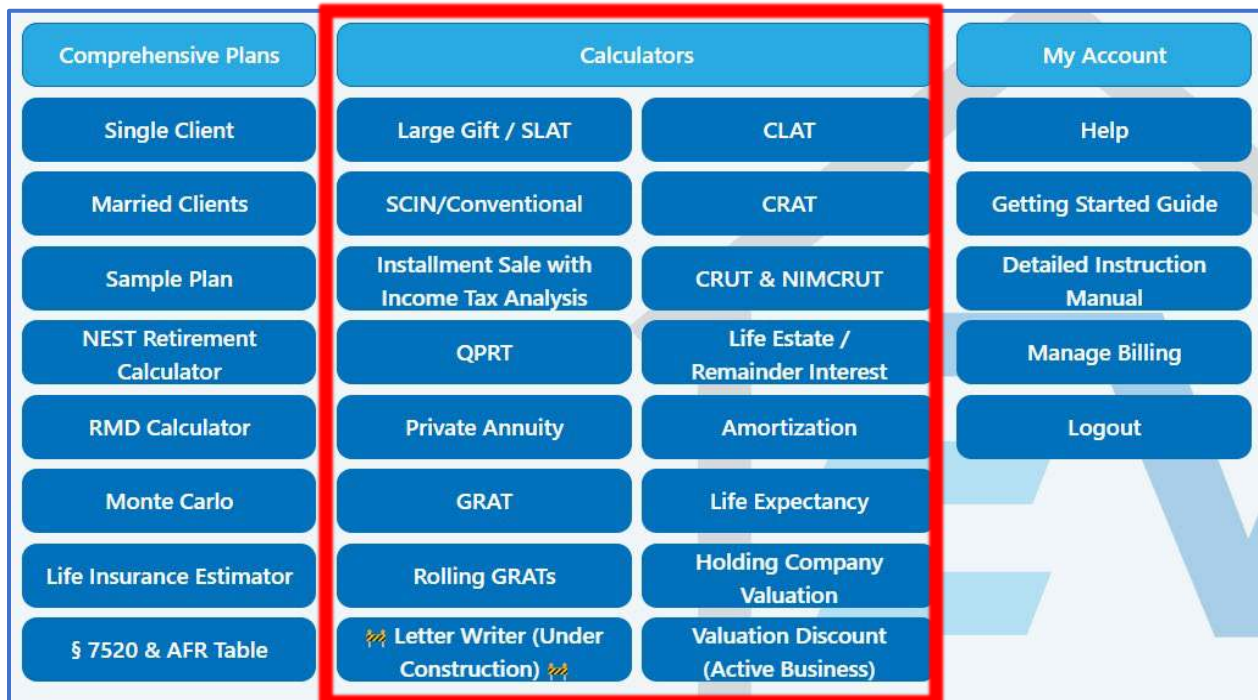 Comprehensive Plans
Single Client
Married Clients
Sample Plan
NEST Retirement
Calculator
RMD Calculator
Monte Carlo
Life Insurance Estimator
§ 7520 & AFR Table
Calculators
Large Gift / SLAT
SCIN/Conventional
Installment Sale with
Income Tax Analysis
QPRT
Private Annuity
GRAT
Rolling GRATs
🚧 Letter Writer (Under
Construction) 🚧
CLAT
CRAT
CRUT & NIMCRUT
Life Estate /
Remainder Interest
Amortization
Life Expectancy
Holding Company
Valuation
Valuation Discount
(Active Business)
My Account
Help
Getting Started Guide
Detailed Instruction
Manual
Manage Billing
Logout